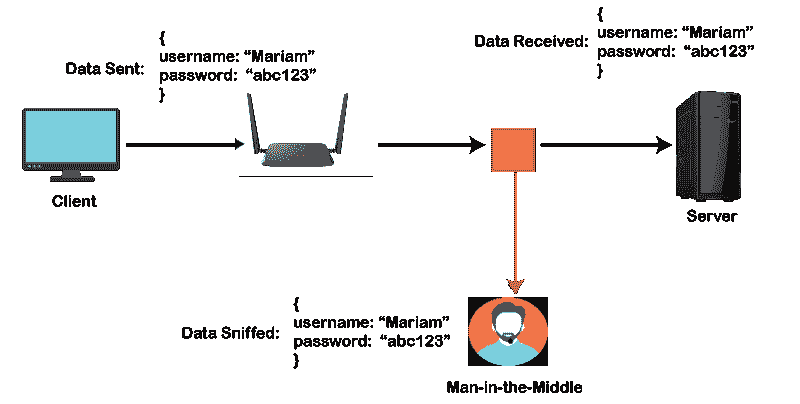 Data Sent:
{
username: “Mariam”
password:  “abc123”
}
Data Received:
{
username: “Mariam”
password:  “abc123”
}
Client
Server
Data Sniffed:
{
username: “Mariam”
password:  “abc123”
}
Man-in-the-Middle